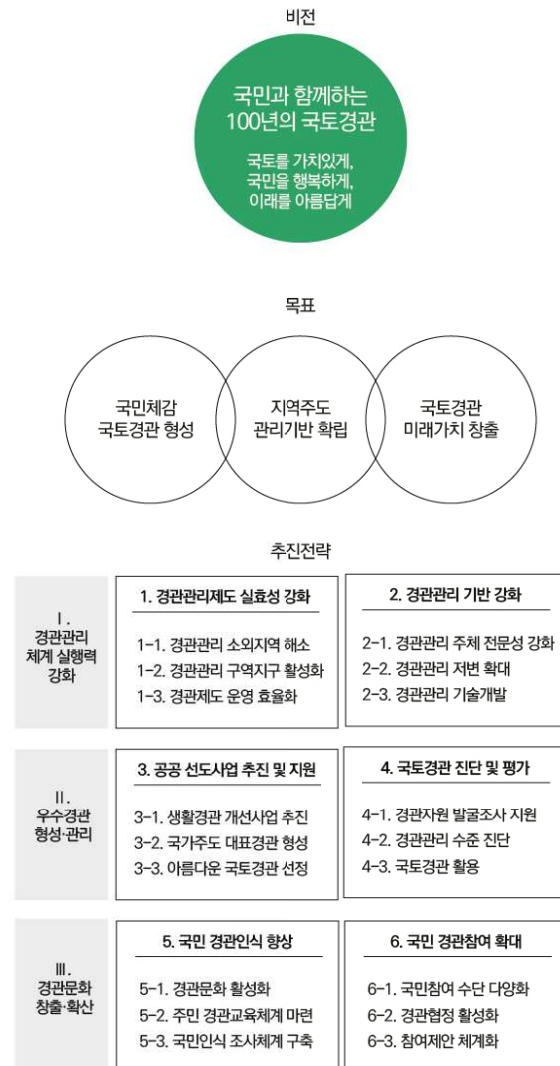 비전
국민과 함께하는
100년의 국토경관
국토를 가치있게,
국민을 행복하게,
이래를 아름답게
목표
국민체감
국토경관 형성
지역주도
관리기반 확립
국토경관
미래가치 창출
추진전략
Ⅰ.
경관관리
체계 실행력
강화
1. 경관관리제도 실효성 강화
1-1. 경관관리 소외지역 해소
1-2. 경관관리 구역지구 활성화
1-3. 경관제도 운영 효율화
2. 경관관리 기반 강화
2-1. 경관관리 주체 전문성 강화
2-2. 경관관리 저변 확대
2-3. 경관관리 기술개발
Ⅱ.
우수경관
형성·관리
3. 공공 선도사업 추진 및 지원
3-1. 생활경관 개선사업 추진
3-2. 국가주도 대표경관 형성
3-3. 아름다운 국토경관 선정
4. 국토경관 진단 및 평가
4-1. 경관자원 발굴조사 지원
4-2. 경관관리 수준 진단
4-3. 국토경관 활용
Ⅲ.
경관문화
창출·확산
5. 국민 경관인식 향상
5-1. 경관문화 활성화
5-2. 주민 경관교육체계 마련
5-3. 국민인식 조사체계 구축
6. 국민 경관참여 확대
6-1. 국민참여 수단 다양화
6-2. 경관협정 활성화
6-3. 참여제안 체계화